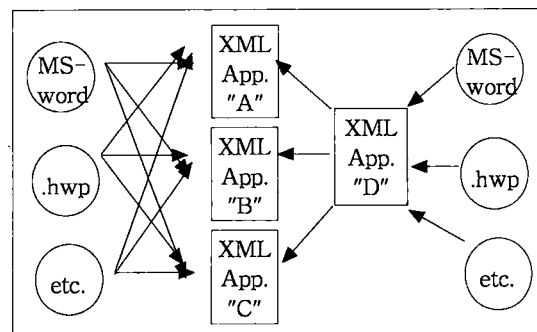 MS-
word
.hwp
etc.
XML
App.
"A"
XML
App.
"B"
XML
App.
"C"
XML
App.
"D"
MS-
word
.hwp
etc.